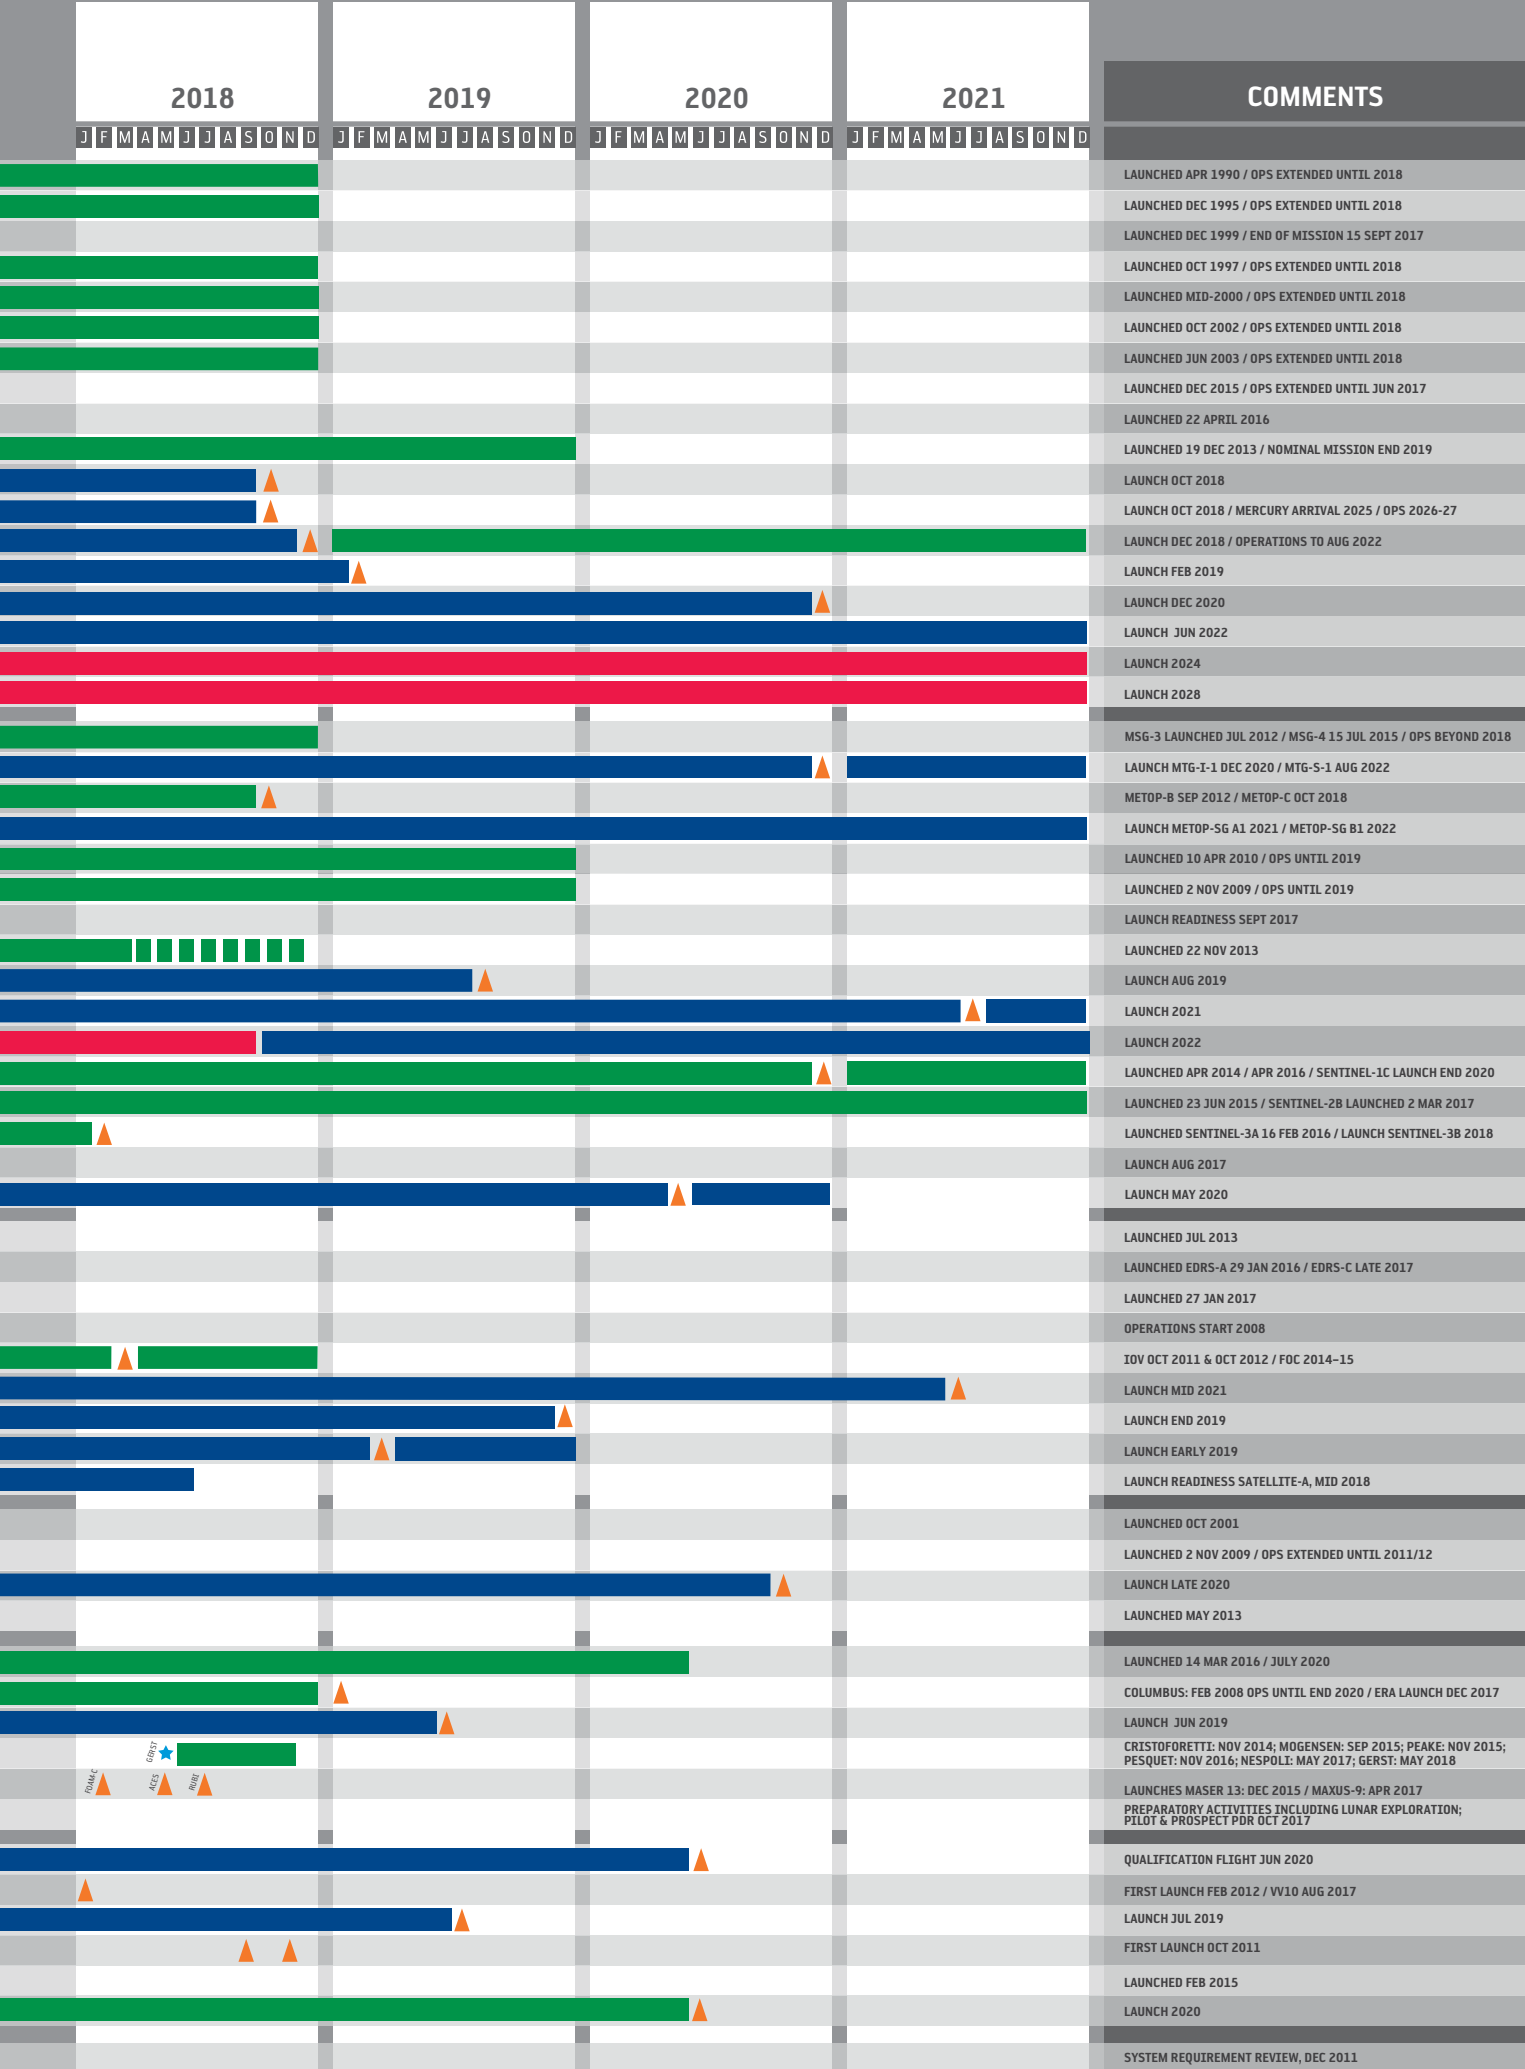 2018 2019 2020 2021 COMMENTS
J F M A M J J A S O N D J F M A M J J A S O N D J F M A M J J A S O N D J F M A M J J A S O N D
LAUNCHED APR 1990 / OPS EXTENDED UNTIL 2018
LAUNCHED DEC 1995 / OPS EXTENDED UNTIL 2018
LAUNCHED DEC 1999 / END OF MISSION 15 SEPT 2017
LAUNCHED OCT 1997 / OPS EXTENDED UNTIL 2018
LAUNCHED MID-2000 / OPS EXTENDED UNTIL 2018
LAUNCHED OCT 2002 / OPS EXTENDED UNTIL 2018
LAUNCHED JUN 2003 / OPS EXTENDED UNTIL 2018
LAUNCHED DEC 2015 / OPS EXTENDED UNTIL JUN 2017
LAUNCHED 22 APRIL 2016
LAUNCHED 19 DEC 2013 / NOMINAL MISSION END 2019
LAUNCH OCT 2018
LAUNCH OCT 2018 / MERCURY ARRIVAL 2025 / OPS 2026-27
LAUNCH DEC 2018 / OPERATIONS TO AUG 2022
LAUNCH FEB 2019
LAUNCH DEC 2020
LAUNCH JUN 2022
LAUNCH 2024
LAUNCH 2028
MSG-3 LAUNCHED JUL 2012 / MSG-4 15 JUL 2015 / OPS BEYOND 2018
LAUNCH MTG-I-1 DEC 2020 / MTG-S-1 AUG 2022
METOP-B SEP 2012 / METOP-C OCT 2018
LAUNCH METOP-SG A1 2021 / METOP-SG B1 2022
LAUNCHED 10 APR 2010 / OPS UNTIL 2019
LAUNCHED 2 NOV 2009 / OPS UNTIL 2019
LAUNCH READINESS SEPT 2017
LAUNCHED 22 NOV 2013
LAUNCH AUG 2019
LAUNCH 2021
LAUNCH 2022
LAUNCHED APR 2014 / APR 2016 / SENTINEL-1C LAUNCH END 2020
LAUNCHED 23 JUN 2015 / SENTINEL-2B LAUNCHED 2 MAR 2017
LAUNCHED SENTINEL-3A 16 FEB 2016 / LAUNCH SENTINEL-3B 2018
LAUNCH AUG 2017
LAUNCH MAY 2020
LAUNCHED JUL 2013
LAUNCHED EDRS-A 29 JAN 2016 / EDRS-C LATE 2017
LAUNCHED 27 JAN 2017
OPERATIONS START 2008
IOV OCT 2011 & OCT 2012 / FOC 2014–15
LAUNCH MID 2021
LAUNCH END 2019
LAUNCH EARLY 2019
LAUNCH READINESS SATELLITE-A, MID 2018
LAUNCHED OCT 2001
LAUNCHED 2 NOV 2009 / OPS EXTENDED UNTIL 2011/12
LAUNCH LATE 2020
LAUNCHED MAY 2013
LAUNCHED 14 MAR 2016 / JULY 2020
COLUMBUS: FEB 2008 OPS UNTIL END 2020 / ERA LAUNCH DEC 2017
LAUNCH JUN 2019
GERST
CRISTOFORETTI: NOV 2014; MOGENSEN: SEP 2015; PEAKE: NOV 2015;
PESQUET: NOV 2016; NESPOLI: MAY 2017; GERST: MAY 2018
FOAM-C ACES RUBI
LAUNCHES MASER 13: DEC 2015 / MAXUS-9: APR 2017
PREPARATORY ACTIVITIES INCLUDING LUNAR EXPLORATION;
PILOT & PROSPECT PDR OCT 2017
QUALIFICATION FLIGHT JUN 2020
FIRST LAUNCH FEB 2012 / VV10 AUG 2017
LAUNCH JUL 2019
FIRST LAUNCH OCT 2011
LAUNCHED FEB 2015
LAUNCH 2020
SYSTEM REQUIREMENT REVIEW, DEC 2011